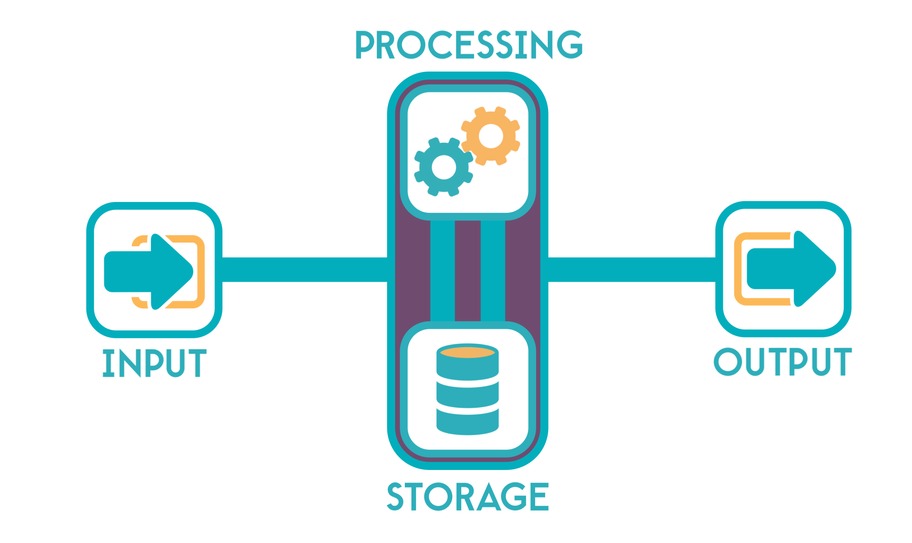 PROCESSING
INPUT
OUTPUT
STORAGE